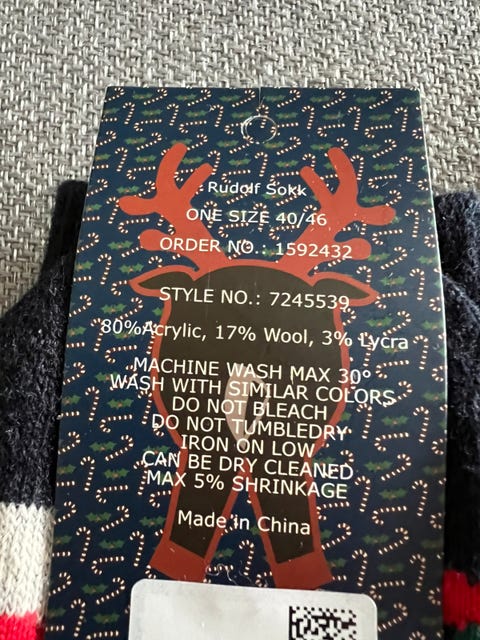 Rudolf Sokk
ONE SIZE 40/46
ORDER NO.: 1592432
STYLE NO.: 7245539
80%Acrylic, 17% Wool, 3% Lycra
MACHINE WASH MAX 30°
WASH WITH SIMILAR COLORS
DO NOT BLEACH
DO NOT TUMBLEDRY
IRON ON LOW
CAN BE DRY CLEANED
MAX 5% SHRINKAGE
Made in China